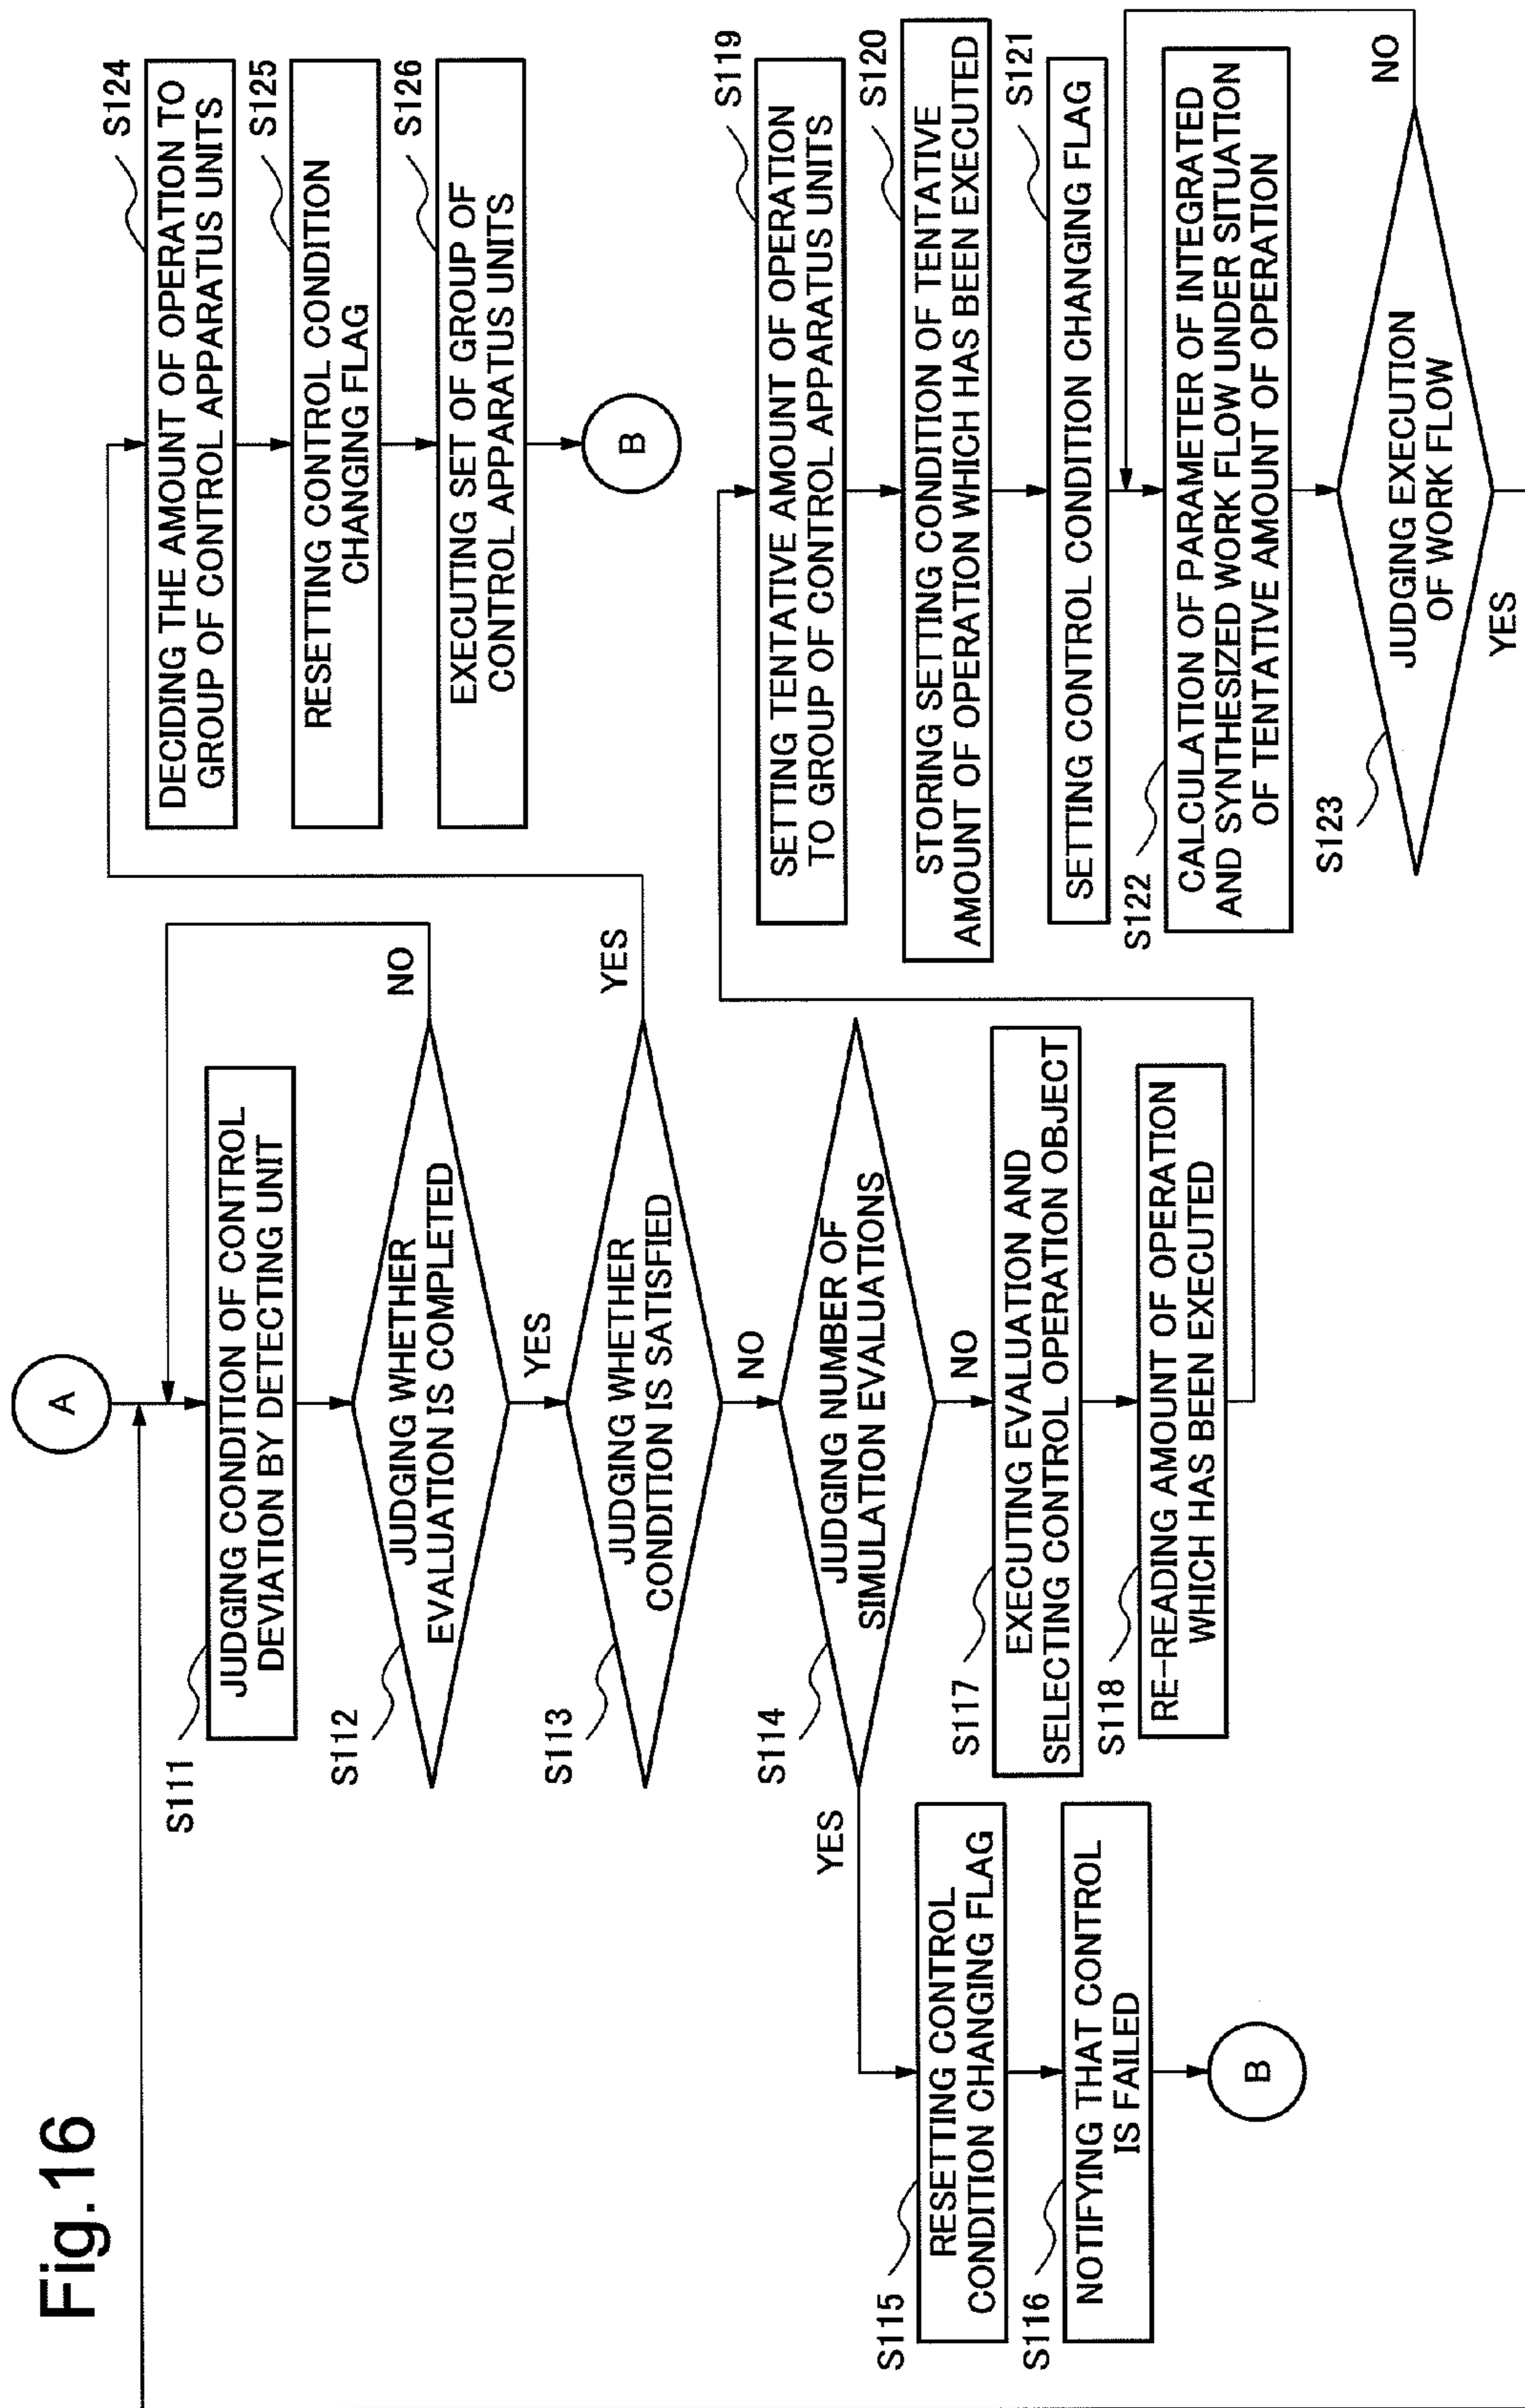 Fig.16
A
S111
JUDGING CONDITION OF CONTROL
DEVIATION BY DETECTING UNIT
S112
JUDGING WHETHER
EVALUATION IS COMPLETED
NO
YES
S113
JUDGING WHETHER
CONDITION IS SATISFIED
YES
NO
S114
JUDGING NUMBER OF
SIMULATION EVALUATIONS
YES
NO
S115
RESETTING CONTROL
CONDITION CHANGING FLAG
S116
NOTIFYING THAT CONTROL
IS FAILED
B
S117
EXECUTING EVALUATION AND
SELECTING CONTROL OPERATION OBJECT
S118
RE-READING AMOUNT OF OPERATION
WHICH HAS BEEN EXECUTED
S124
DECIDING THE AMOUNT OF OPERATION TO
GROUP OF CONTROL APPARATUS UNITS
S125
RESETTING CONTROL CONDITION
CHANGING FLAG
S126
EXECUTING SET OF GROUP OF
CONTROL APPARATUS UNITS
B
S119
SETTING TENTATIVE AMOUNT OF OPERATION
TO GROUP OF CONTROL APPARATUS UNITS
S120
STORING SETTING CONDITION OF TENTATIVE
AMOUNT OF OPERATION WHICH HAS BEEN EXECUTED
S121
SETTING CONTROL CONDITION CHANGING FLAG
S122
CALCULATION OF PARAMETER OF INTEGRATED
AND SYNTHESIZED WORK FLOW UNDER SITUATION
OF TENTATIVE AMOUNT OF OPERATION
S123
JUDGING EXECUTION
OF WORK FLOW
NO
YES